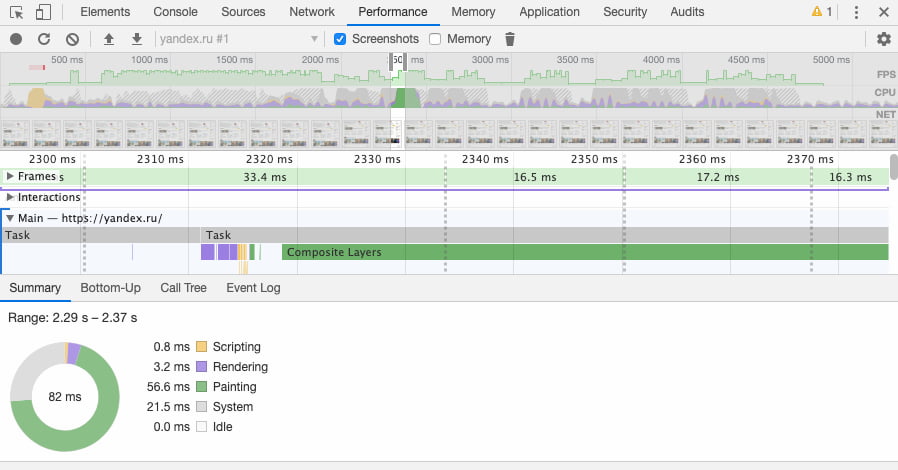 Elements Console Sources Network Performance Memory Application Security Audits 1
yandex.ru #1 Screenshots Memory
500 ms 1000 ms 1500 ms 2000 ms 50 ms 3000 ms 3500 ms 4000 ms 4500 ms 5000 ms
FPS
CPU
NET
2300 ms 2310 ms 2320 ms 2330 ms 2340 ms 2350 ms 2360 ms 2370 ms
Frames s 33.4 ms 16.5 ms 17.2 ms 16.3 ms
Interactions
Main — https://yandex.ru/
Task Task
Composite Layers
Summary Bottom-Up Call Tree Event Log
Range: 2.29 s – 2.37 s
0.8 ms Scripting
3.2 ms Rendering
82 ms 56.6 ms Painting
21.5 ms System
0.0 ms Idle